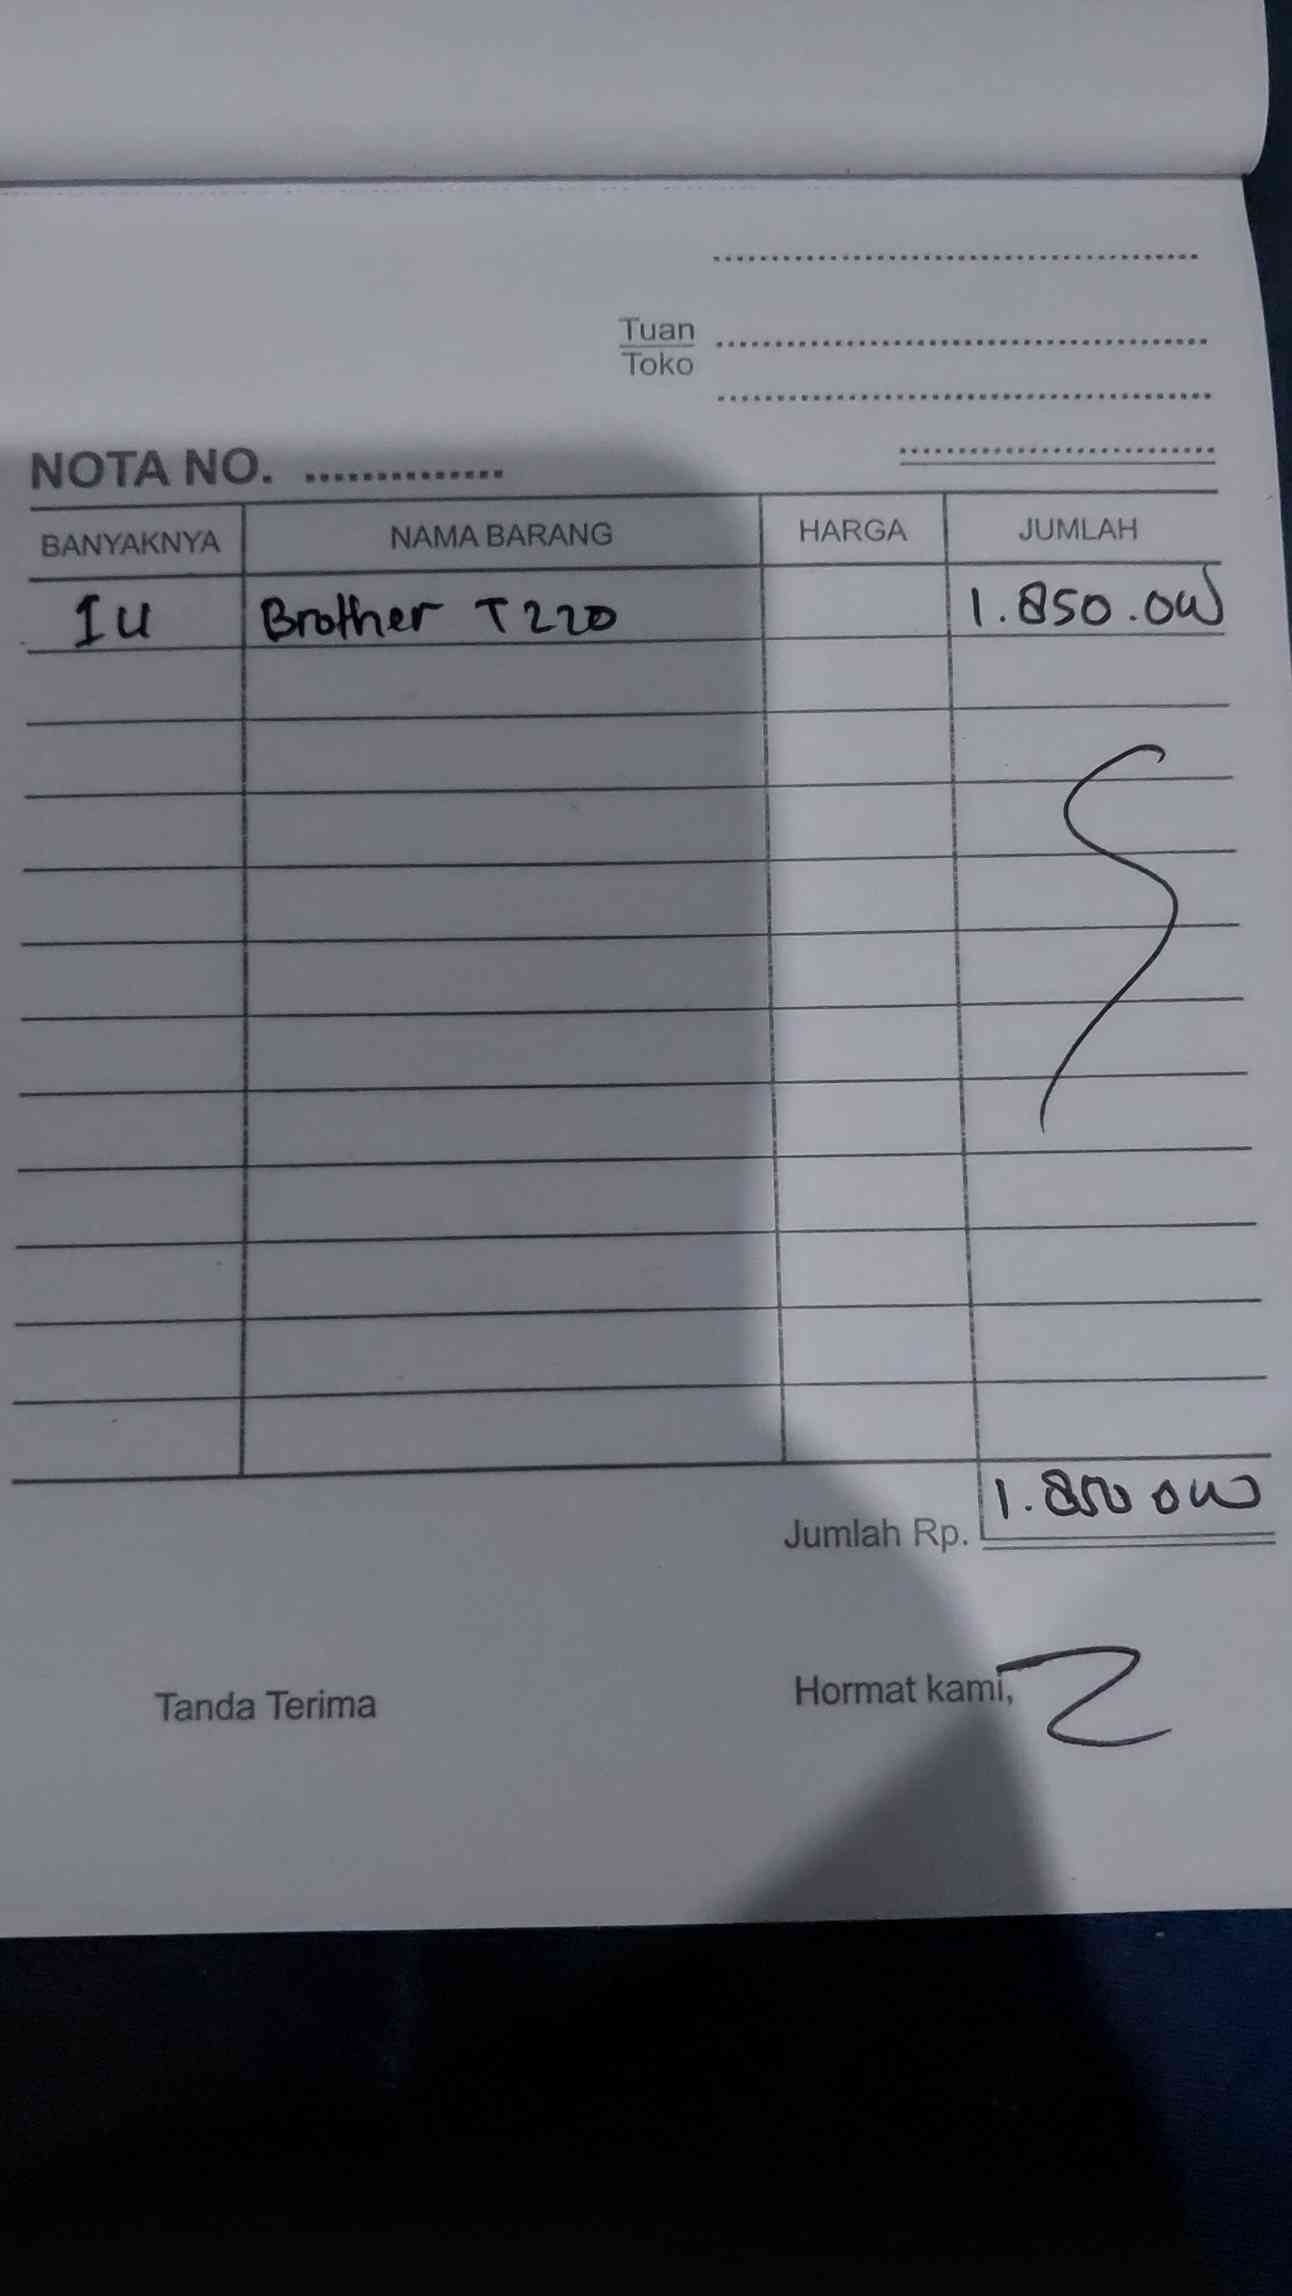 Tuan
Toko
NOTA NO. ..............
BANYAKNYA NAMA BARANG HARGA JUMLAH
1 U Brother T220 1.850.000
Jumlah Rp. 1.850 000
Tanda Terima Hormat kami,